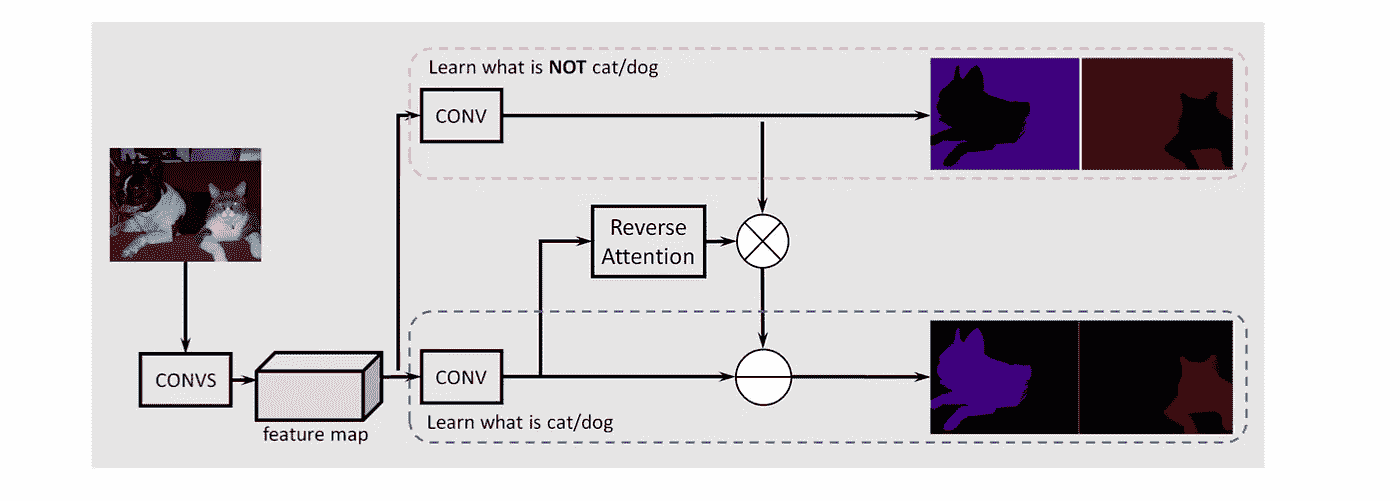 Learn what is NOT cat/dog
CONV
Reverse
Attention
CONVS
CONV
feature map
Learn what is cat/dog